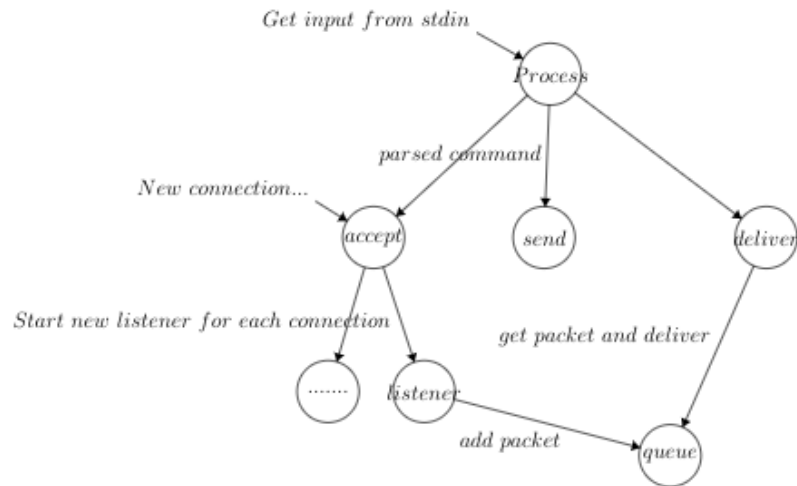 Get input from stdin
Process
parsed command
New connection...
accept
send
deliver
Start new listener for each connection
get packet and deliver
.......
listener
add packet
queue